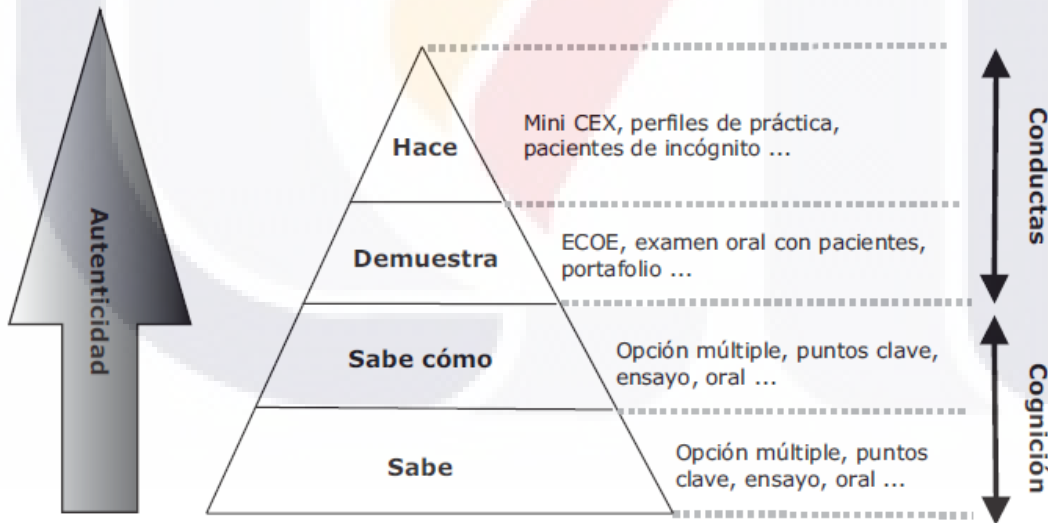 Autenticidad
Hace
Mini CEX, perfiles de práctica,
pacientes de incógnito ...
Demuestra
ECOE, examen oral con pacientes,
portafolio ...
Conductas
Sabe cómo
Opción múltiple, puntos clave,
ensayo, oral ...
Sabe
Opción múltiple, puntos
clave, ensayo, oral ...
Cognición